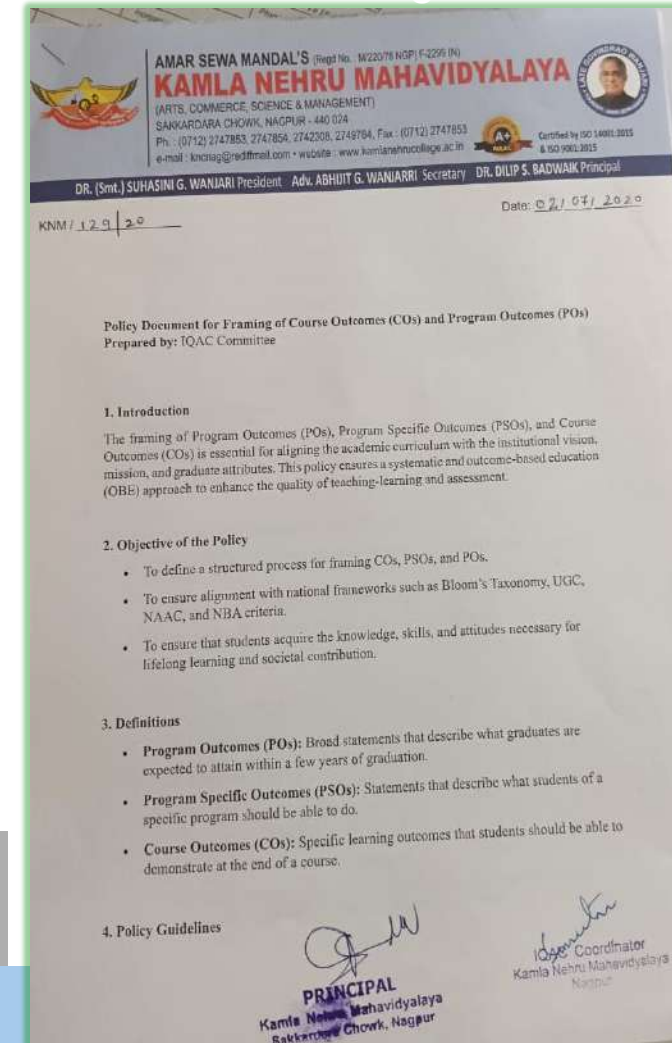 AMAR SEWA MANDAL'S (Regd No. : M/220/76 NGP) F-2295 (N)
KAMLA NEHRU MAHAVIDYALAYA
(ARTS, COMMERCE, SCIENCE & MANAGEMENT)
SAKKARDARA CHOWK, NAGPUR - 440 024
Ph. : (0712) 2747853, 2747854, 2742308, 2749784, Fax : (0712) 2747853
e-mail : kncnag@rediffmail.com • website : www.kamlanehrucollege.ac.in
A+
Certified by ISO 14001:2015
& ISO 9001:2015
DR. (Smt.) SUHASINI G. WANJARI President Adv. ABHIJIT G. WANJARRI Secretary DR. DILIP S. BADWAIK Principal
KNM / 129/20
Date: 02/07/2020
Policy Document for Framing of Course Outcomes (COs) and Program Outcomes (POs)
Prepared by: IQAC Committee
1. Introduction
The framing of Program Outcomes (POs), Program Specific Outcomes (PSOs), and Course
Outcomes (COs) is essential for aligning the academic curriculum with the institutional vision,
mission, and graduate attributes. This policy ensures a systematic and outcome-based education
(OBE) approach to enhance the quality of teaching-learning and assessment.
2. Objective of the Policy
• To define a structured process for framing COs, PSOs, and POs.
• To ensure alignment with national frameworks such as Bloom's Taxonomy, UGC,
NAAC, and NBA criteria.
• To ensure that students acquire the knowledge, skills, and attitudes necessary for
lifelong learning and societal contribution.
3. Definitions
• Program Outcomes (POs): Broad statements that describe what graduates are
expected to attain within a few years of graduation.
• Program Specific Outcomes (PSOs): Statements that describe what students of a
specific program should be able to do.
• Course Outcomes (COs): Specific learning outcomes that students should be able to
demonstrate at the end of a course.
4. Policy Guidelines
PRINCIPAL
Kamla Nehru Mahavidyalaya
Sakkardara Chowk, Nagpur
Coordinator
Kamla Nehru Mahavidyalaya
Nagpur